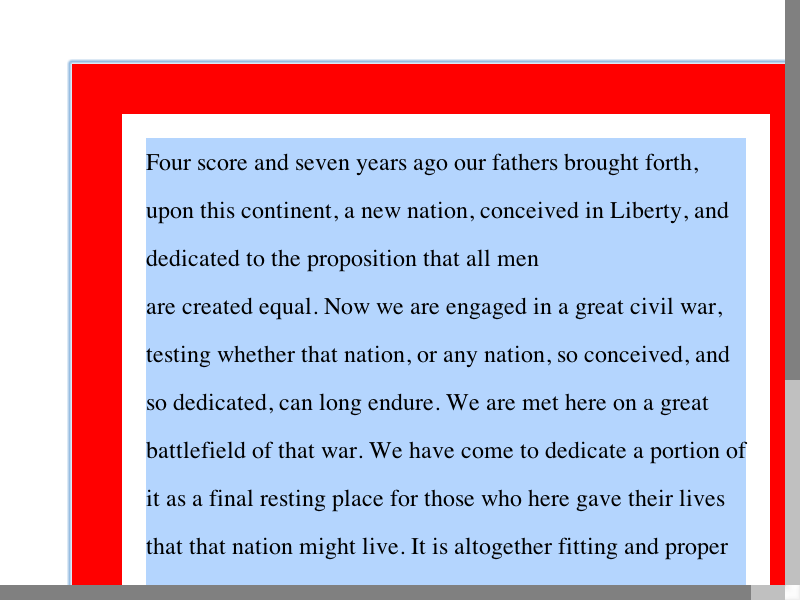 Four score and seven years ago our fathers brought forth,
upon this continent, a new nation, conceived in Liberty, and
dedicated to the proposition that all men
are created equal. Now we are engaged in a great civil war,
testing whether that nation, or any nation, so conceived, and
so dedicated, can long endure. We are met here on a great
battlefield of that war. We have come to dedicate a portion of
it as a final resting place for those who here gave their lives
that that nation might live. It is altogether fitting and proper